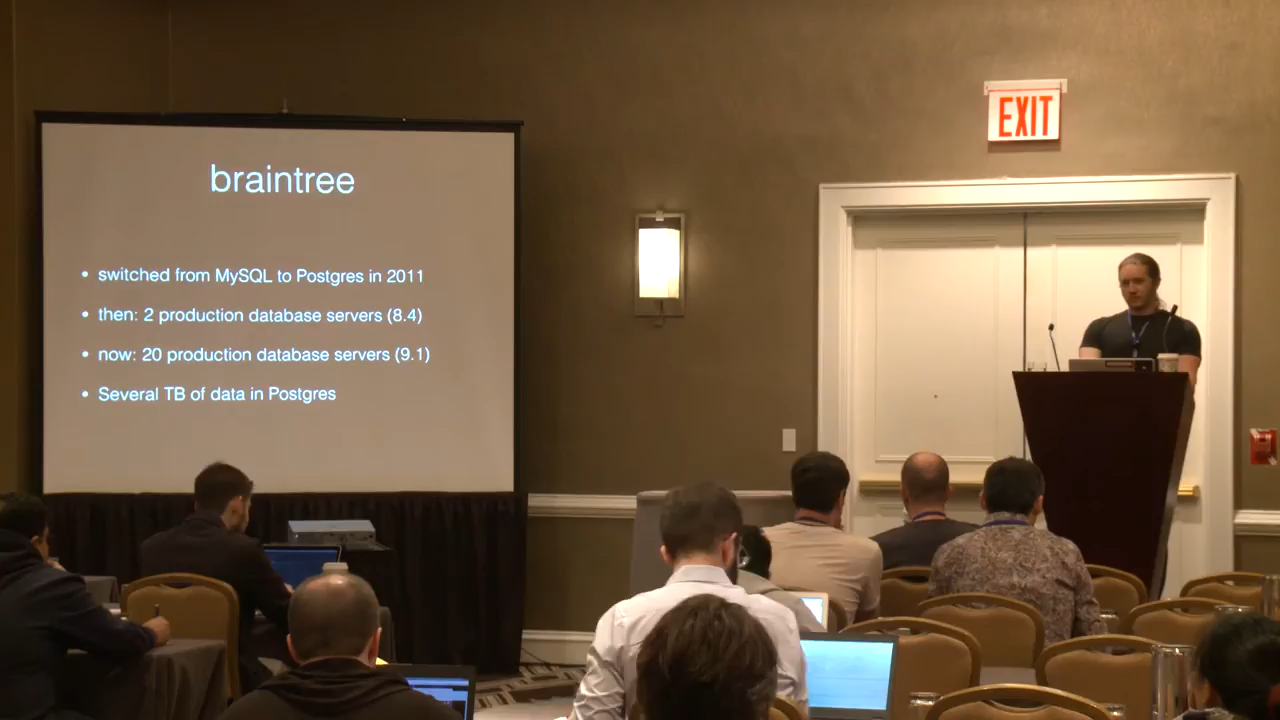 braintree
• switched from MySQL to Postgres in 2011
• then: 2 production database servers (8.4)
• now: 20 production database servers (9.1)
• Several TB of data in Postgres
EXIT